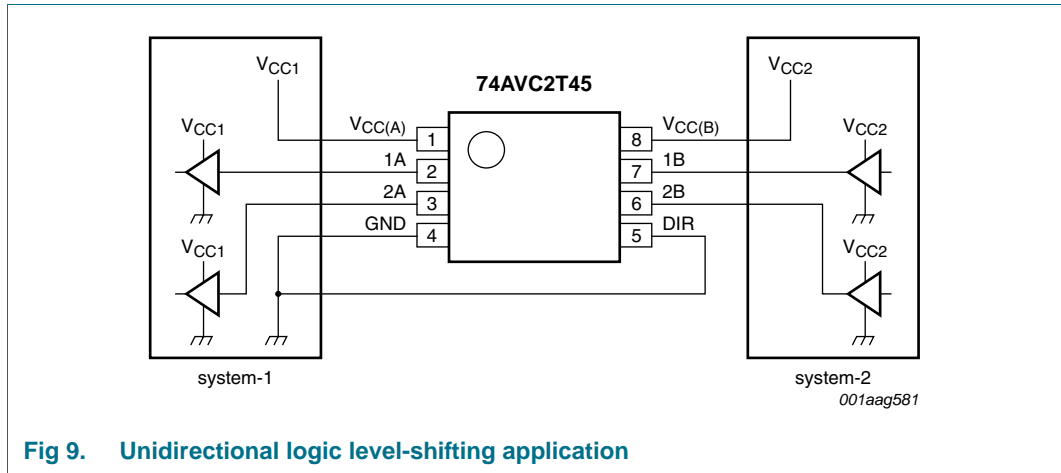 74AVC2T45
VCC1
VCC2
VCC1
VCC(A)
1
8
VCC(B)
VCC2
1A
2
7
1B
2A
3
6
2B
GND
4
5
DIR
VCC1
VCC2
system-1
system-2
001aag581
Fig 9. Unidirectional logic level-shifting application